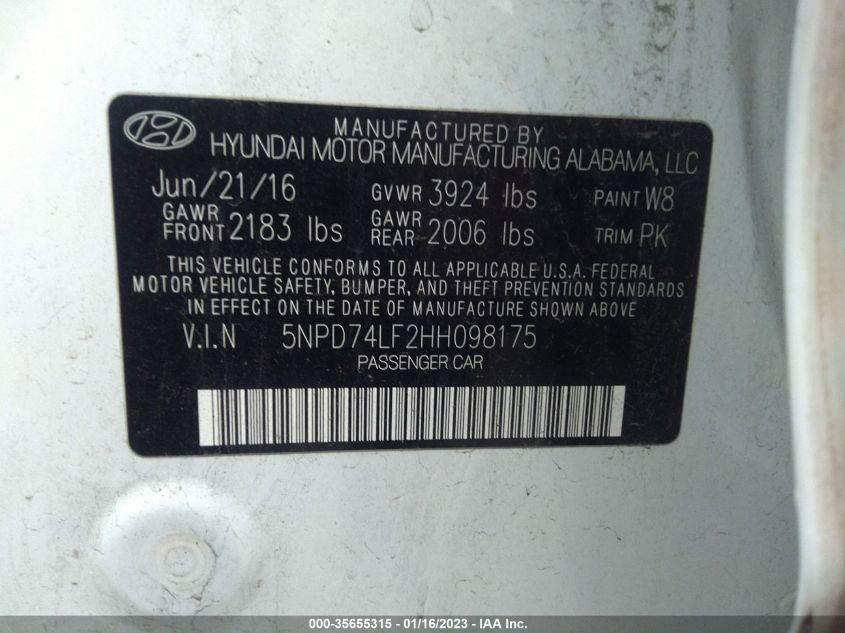 MANUFACTURED BY
HYUNDAI MOTOR MANUFACTURING ALABAMA, LLC
Jun/21/16 GVWR 3924 lbs PAINT W8
GAWR FRONT 2183 lbs GAWR REAR 2006 lbs TRIM PK
THIS VEHICLE CONFORMS TO ALL APPLICABLE U.S.A. FEDERAL
MOTOR VEHICLE SAFETY, BUMPER, AND THEFT PREVENTION STANDARDS
IN EFFECT ON THE DATE OF MANUFACTURE SHOWN ABOVE
V.I.N 5NPD74LF2HH098175
PASSENGER CAR
000-35655315 - 01/16/2023 - IAA Inc.